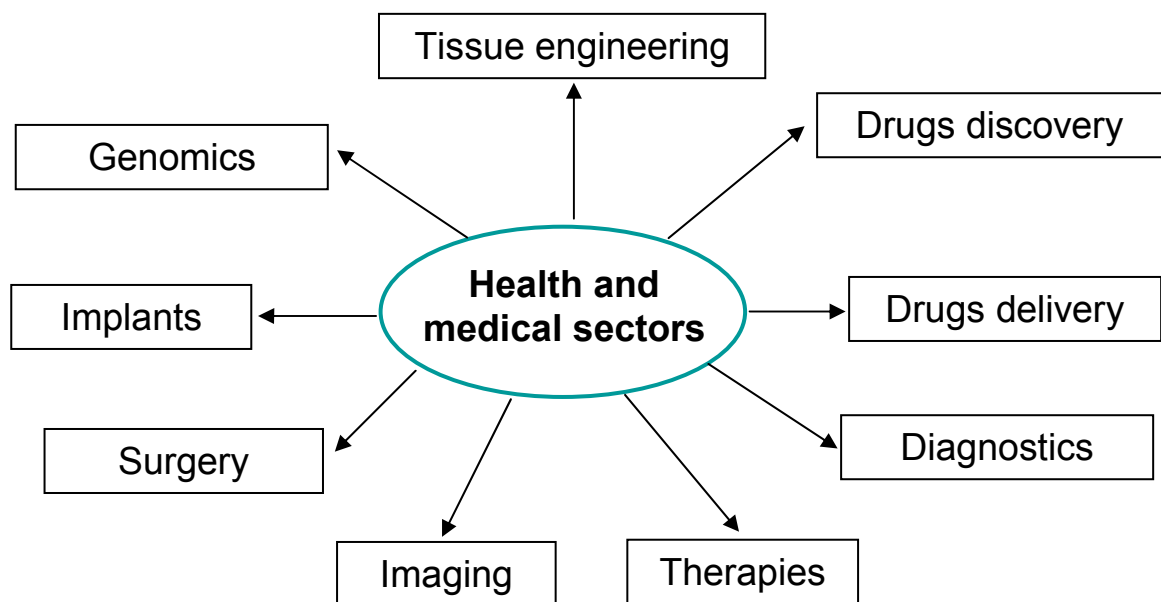 Tissue engineering
Drugs discovery
Genomics
Health and
medical sectors
Implants
Drugs delivery
Surgery
Diagnostics
Imaging
Therapies